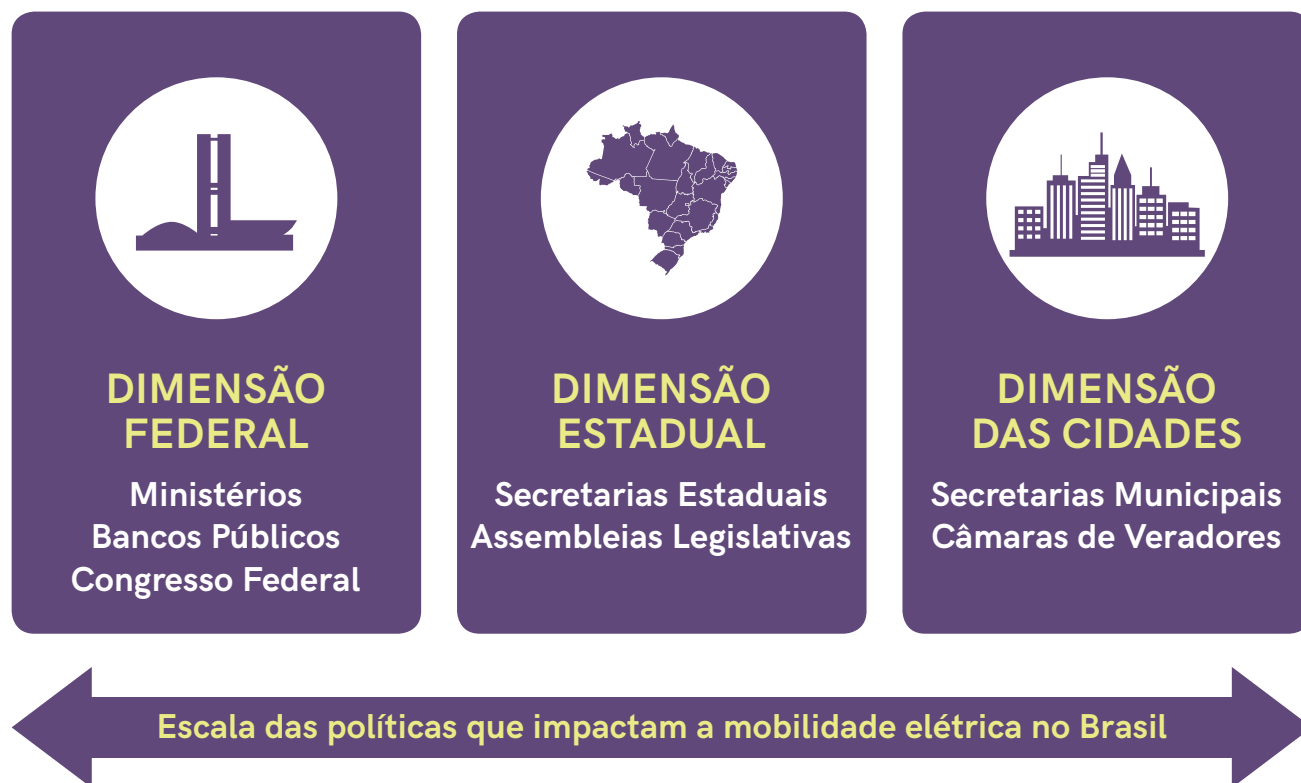 DIMENSÃO
FEDERAL
Ministérios
Bancos Públicos
Congresso Federal
DIMENSÃO
ESTADUAL
Secretarias Estaduais
Assembleias Legislativas
DIMENSÃO
DAS CIDADES
Secretarias Municipais
Câmaras de Veradores
Escala das políticas que impactam a mobilidade elétrica no Brasil